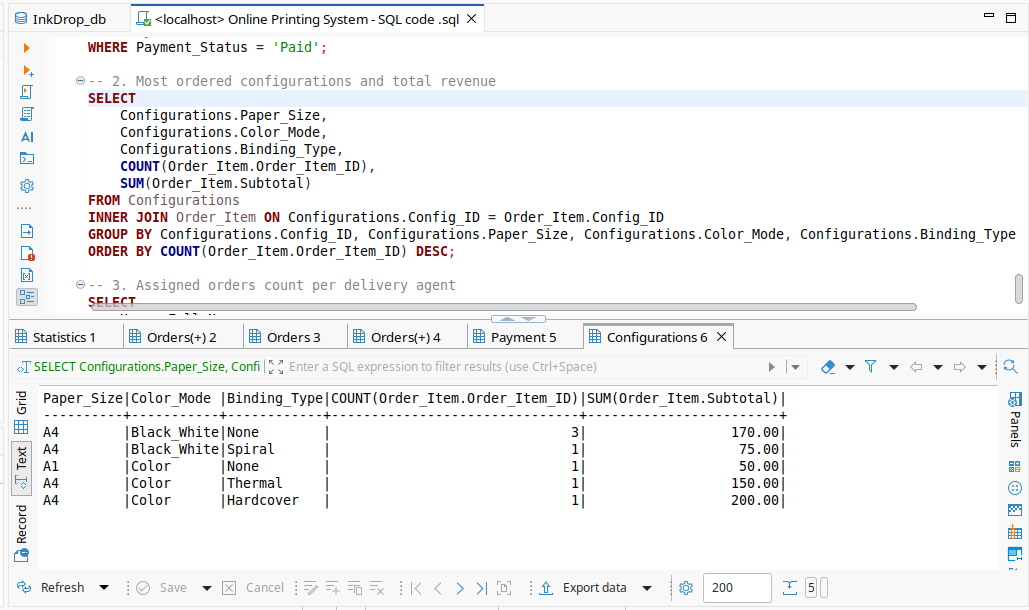 InkDrop_db
<localhost> Online Printing System - SQL code .sql
WHERE Payment_Status = 'Paid';
-- 2. Most ordered configurations and total revenue
SELECT
Configurations.Paper_Size,
Configurations.Color_Mode,
Configurations.Binding_Type,
COUNT(Order_Item.Order_Item_ID),
SUM(Order_Item.Subtotal)
FROM Configurations
INNER JOIN Order_Item ON Configurations.Config_ID = Order_Item.Config_ID
GROUP BY Configurations.Config_ID, Configurations.Paper_Size, Configurations.Color_Mode, Configurations.Binding_Type
ORDER BY COUNT(Order_Item.Order_Item_ID) DESC;
-- 3. Assigned orders count per delivery agent
SELECT
AI
Statistics 1
Orders(+) 2
Orders 3
Orders(+) 4
Payment 5
Configurations 6
SELECT Configurations.Paper_Size, Confi
Enter a SQL expression to filter results (use Ctrl+Space)
Grid
Text
Record
Panels
Paper_Size|Color_Mode |Binding_Type|COUNT(Order_Item.Order_Item_ID)|SUM(Order_Item.Subtotal)|
----------+-----------+------------+-------------------------------+------------------------+
A4        |Black_White|None        |                              3|                  170.00|
A4        |Black_White|Spiral      |                              1|                   75.00|
A1        |Color      |None        |                              1|                   50.00|
A4        |Color      |Thermal     |                              1|                  150.00|
A4        |Color      |Hardcover   |                              1|                  200.00|
Refresh
Save
Cancel
Export data
200
5